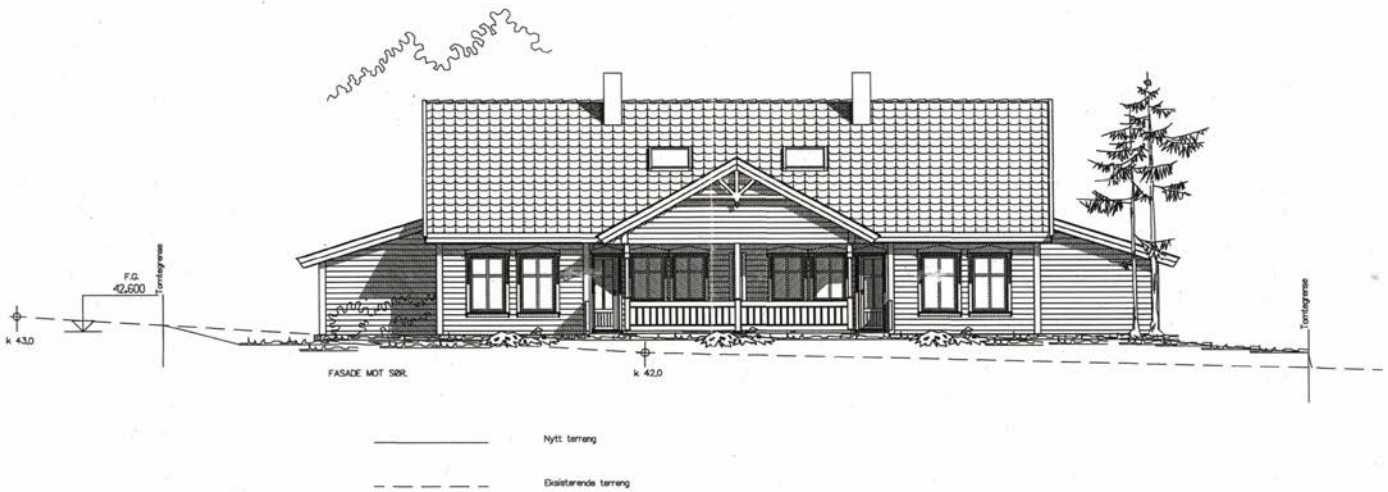 F.G.
42.600
Tomtegrense
k 43,0
FASADE MOT SØR.
k 42,0
Tomtegrense
Nytt terreng
Eksisterende terreng